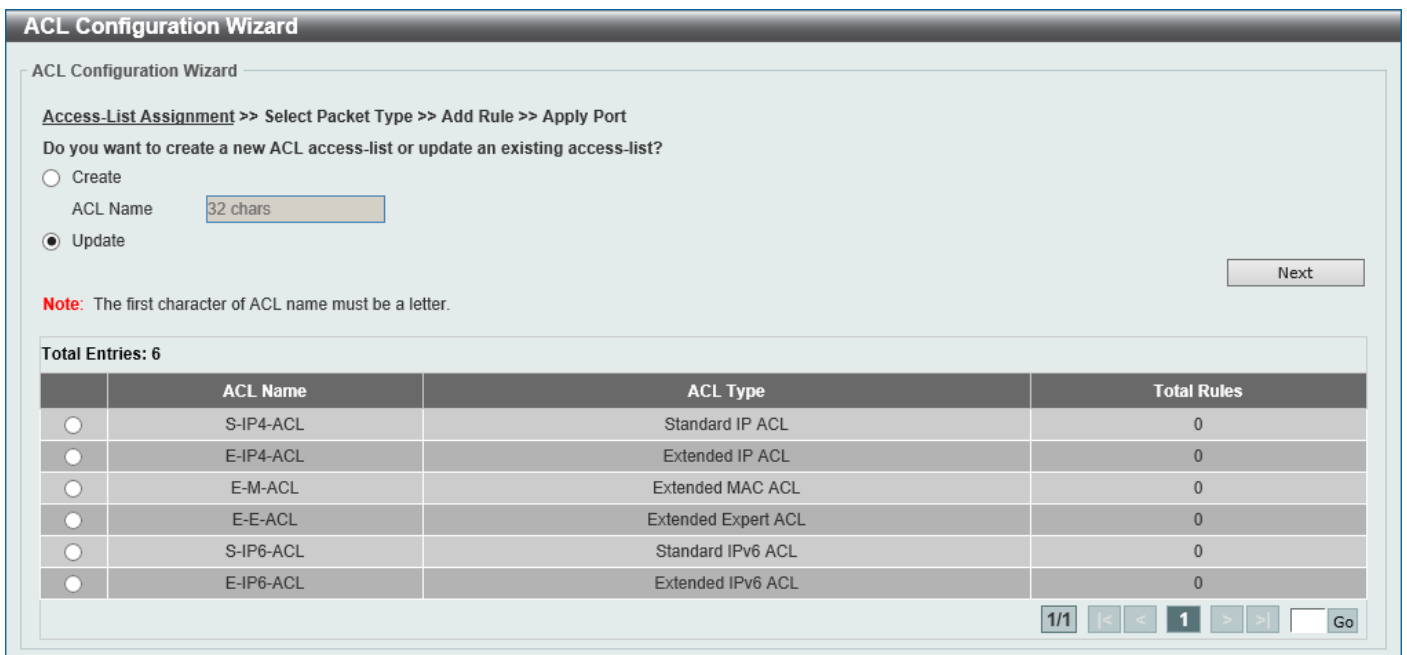 ACL Configuration Wizard
ACL Configuration Wizard
Access-List Assignment >> Select Packet Type >> Add Rule >> Apply Port
Do you want to create a new ACL access-list or update an existing access-list?
Create
ACL Name 32 chars
Update
Next
Note: The first character of ACL name must be a letter.
Total Entries: 6
ACL Name ACL Type Total Rules
S-IP4-ACL Standard IP ACL 0
E-IP4-ACL Extended IP ACL 0
E-M-ACL Extended MAC ACL 0
E-E-ACL Extended Expert ACL 0
S-IP6-ACL Standard IPv6 ACL 0
E-IP6-ACL Extended IPv6 ACL 0
1/1 |< < 1 > >| Go